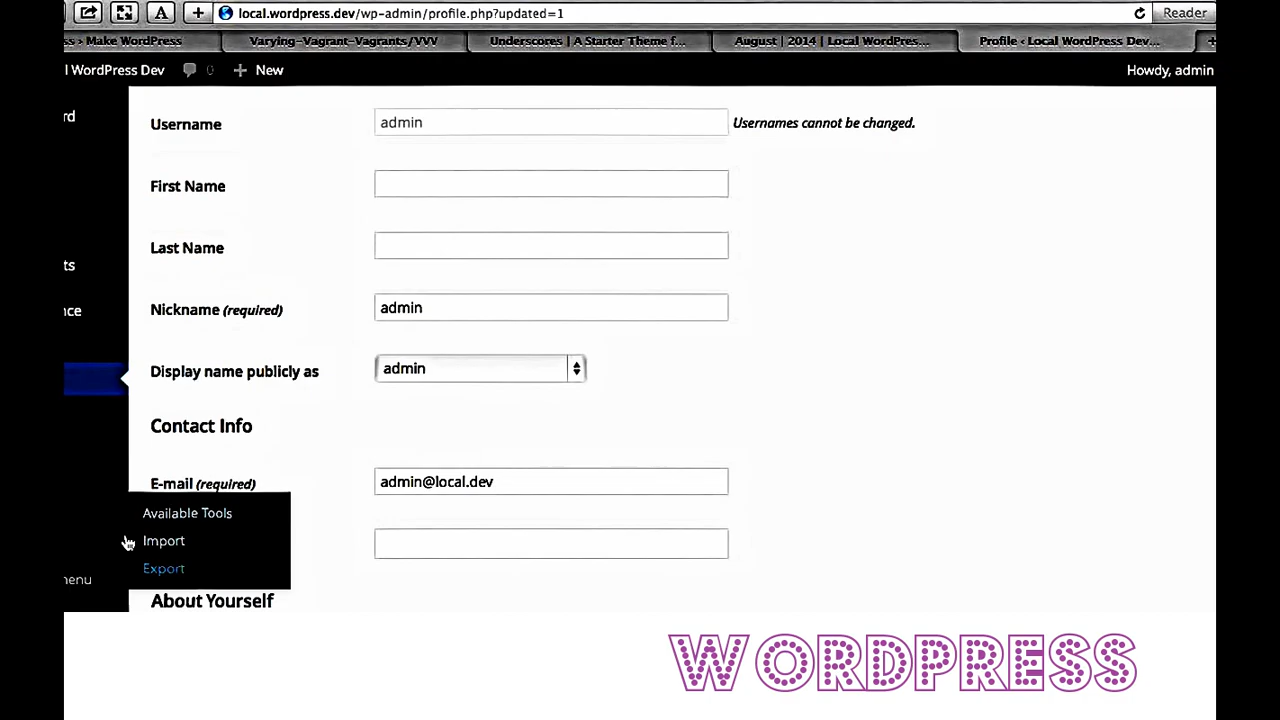 local.wordpress.dev/wp-admin/profile.php?updated=1
Reader
s › Make WordPress
Varying-Vagrant-Vagrants/VVV
Underscores | A Starter Theme f...
August | 2014 | Local WordPres...
Profile ‹ Local WordPress Dev...
l WordPress Dev
0
+ New
Howdy, admin
rd
Username
admin
Usernames cannot be changed.
First Name
Last Name
ts
nce
Nickname (required)
admin
Display name publicly as
admin
Contact Info
E-mail (required)
admin@local.dev
Available Tools
Import
Export
menu
About Yourself
WORDPRESS